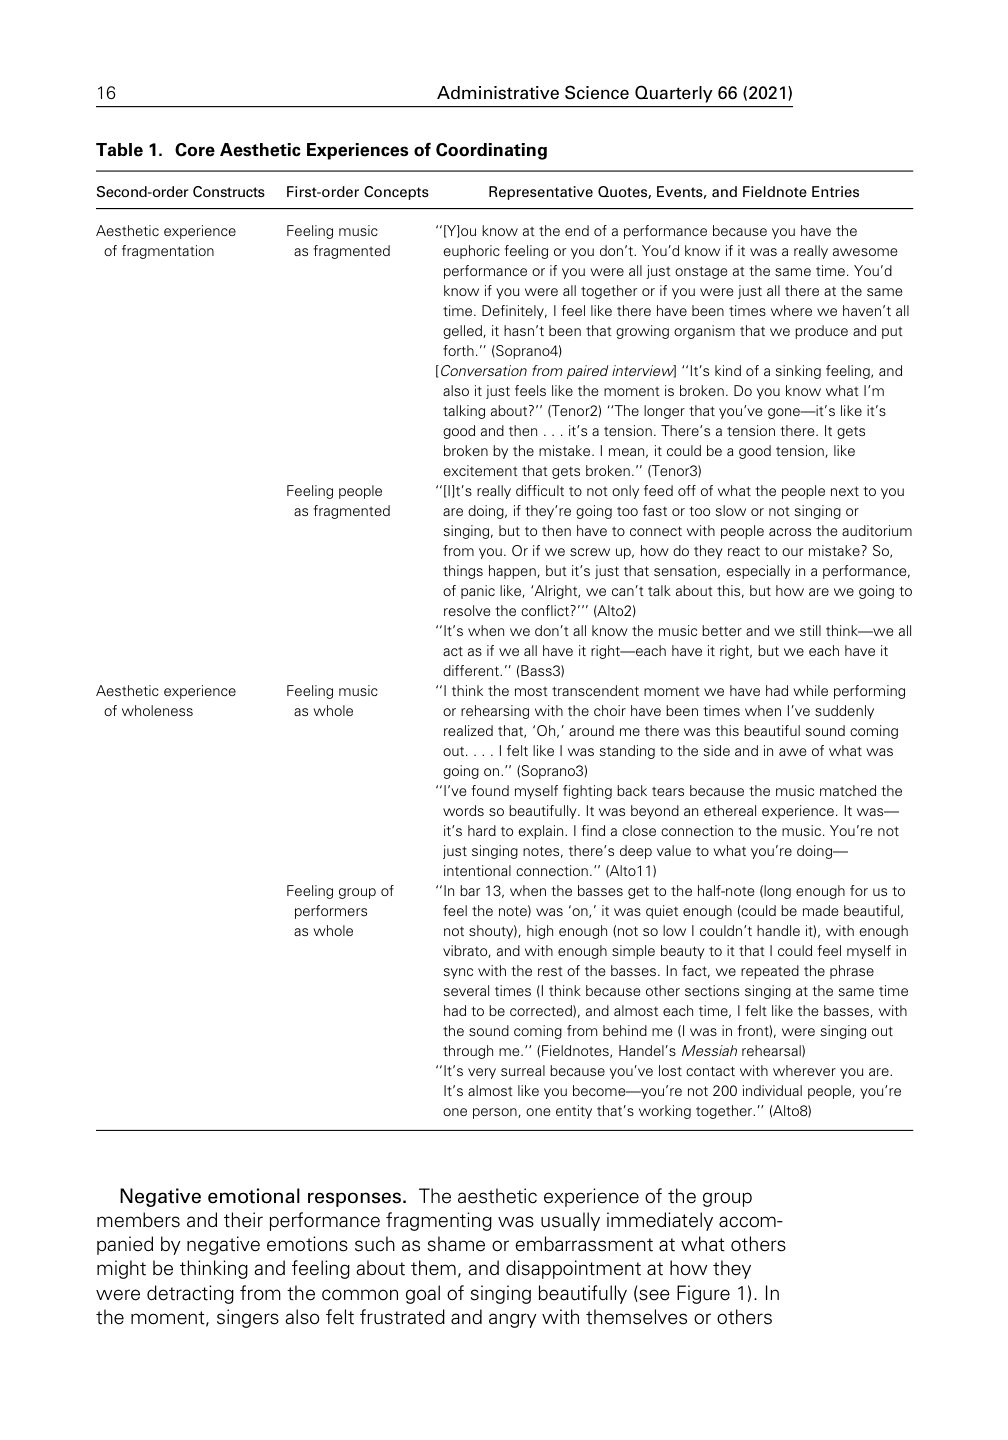 16
Administrative Science Quarterly 66 (2021)
Table 1. Core Aesthetic Experiences of Coordinating
Second-order Constructs First-order Concepts Representative Quotes, Events, and Fieldnote Entries
Aesthetic experience
of fragmentation
Feeling music
as fragmented
‘‘[Y]ou know at the end of a performance because you have the
euphoric feeling or you don’t. You’d know if it was a really awesome
performance or if you were all just onstage at the same time. You’d
know if you were all together or if you were just all there at the same
time. Definitely, I feel like there have been times where we haven’t all
gelled, it hasn’t been that growing organism that we produce and put
forth.’’ (Soprano4)
[Conversation from paired interview] ‘‘It’s kind of a sinking feeling, and
also it just feels like the moment is broken. Do you know what I’m
talking about?’’ (Tenor2) ‘‘The longer that you’ve gone—it’s like it’s
good and then . . . it’s a tension. There’s a tension there. It gets
broken by the mistake. I mean, it could be a good tension, like
excitement that gets broken.’’ (Tenor3)
Feeling people
as fragmented
‘‘[I]t’s really difficult to not only feed off of what the people next to you
are doing, if they’re going too fast or too slow or not singing or
singing, but to then have to connect with people across the auditorium
from you. Or if we screw up, how do they react to our mistake? So,
things happen, but it’s just that sensation, especially in a performance,
of panic like, ‘Alright, we can’t talk about this, but how are we going to
resolve the conflict?’’’ (Alto2)
‘‘It’s when we don’t all know the music better and we still think—we all
act as if we all have it right—each have it right, but we each have it
different.’’ (Bass3)
Aesthetic experience
of wholeness
Feeling music
as whole
‘‘I think the most transcendent moment we have had while performing
or rehearsing with the choir have been times when I’ve suddenly
realized that, ‘Oh,’ around me there was this beautiful sound coming
out. . . . I felt like I was standing to the side and in awe of what was
going on.’’ (Soprano3)
‘‘I’ve found myself fighting back tears because the music matched the
words so beautifully. It was beyond an ethereal experience. It was—
it’s hard to explain. I find a close connection to the music. You’re not
just singing notes, there’s deep value to what you’re doing—
intentional connection.’’ (Alto11)
Feeling group of
performers
as whole
‘‘In bar 13, when the basses get to the half-note (long enough for us to
feel the note) was ‘on,’ it was quiet enough (could be made beautiful,
not shouty), high enough (not so low I couldn’t handle it), with enough
vibrato, and with enough simple beauty to it that I could feel myself in
sync with the rest of the basses. In fact, we repeated the phrase
several times (I think because other sections singing at the same time
had to be corrected), and almost each time, I felt like the basses, with
the sound coming from behind me (I was in front), were singing out
through me.’’ (Fieldnotes, Handel’s Messiah rehearsal)
‘‘It’s very surreal because you’ve lost contact with wherever you are.
It’s almost like you become—you’re not 200 individual people, you’re
one person, one entity that’s working together.’’ (Alto8)
Negative emotional responses. The aesthetic experience of the group
members and their performance fragmenting was usually immediately accom-
panied by negative emotions such as shame or embarrassment at what others
might be thinking and feeling about them, and disappointment at how they
were detracting from the common goal of singing beautifully (see Figure 1). In
the moment, singers also felt frustrated and angry with themselves or others